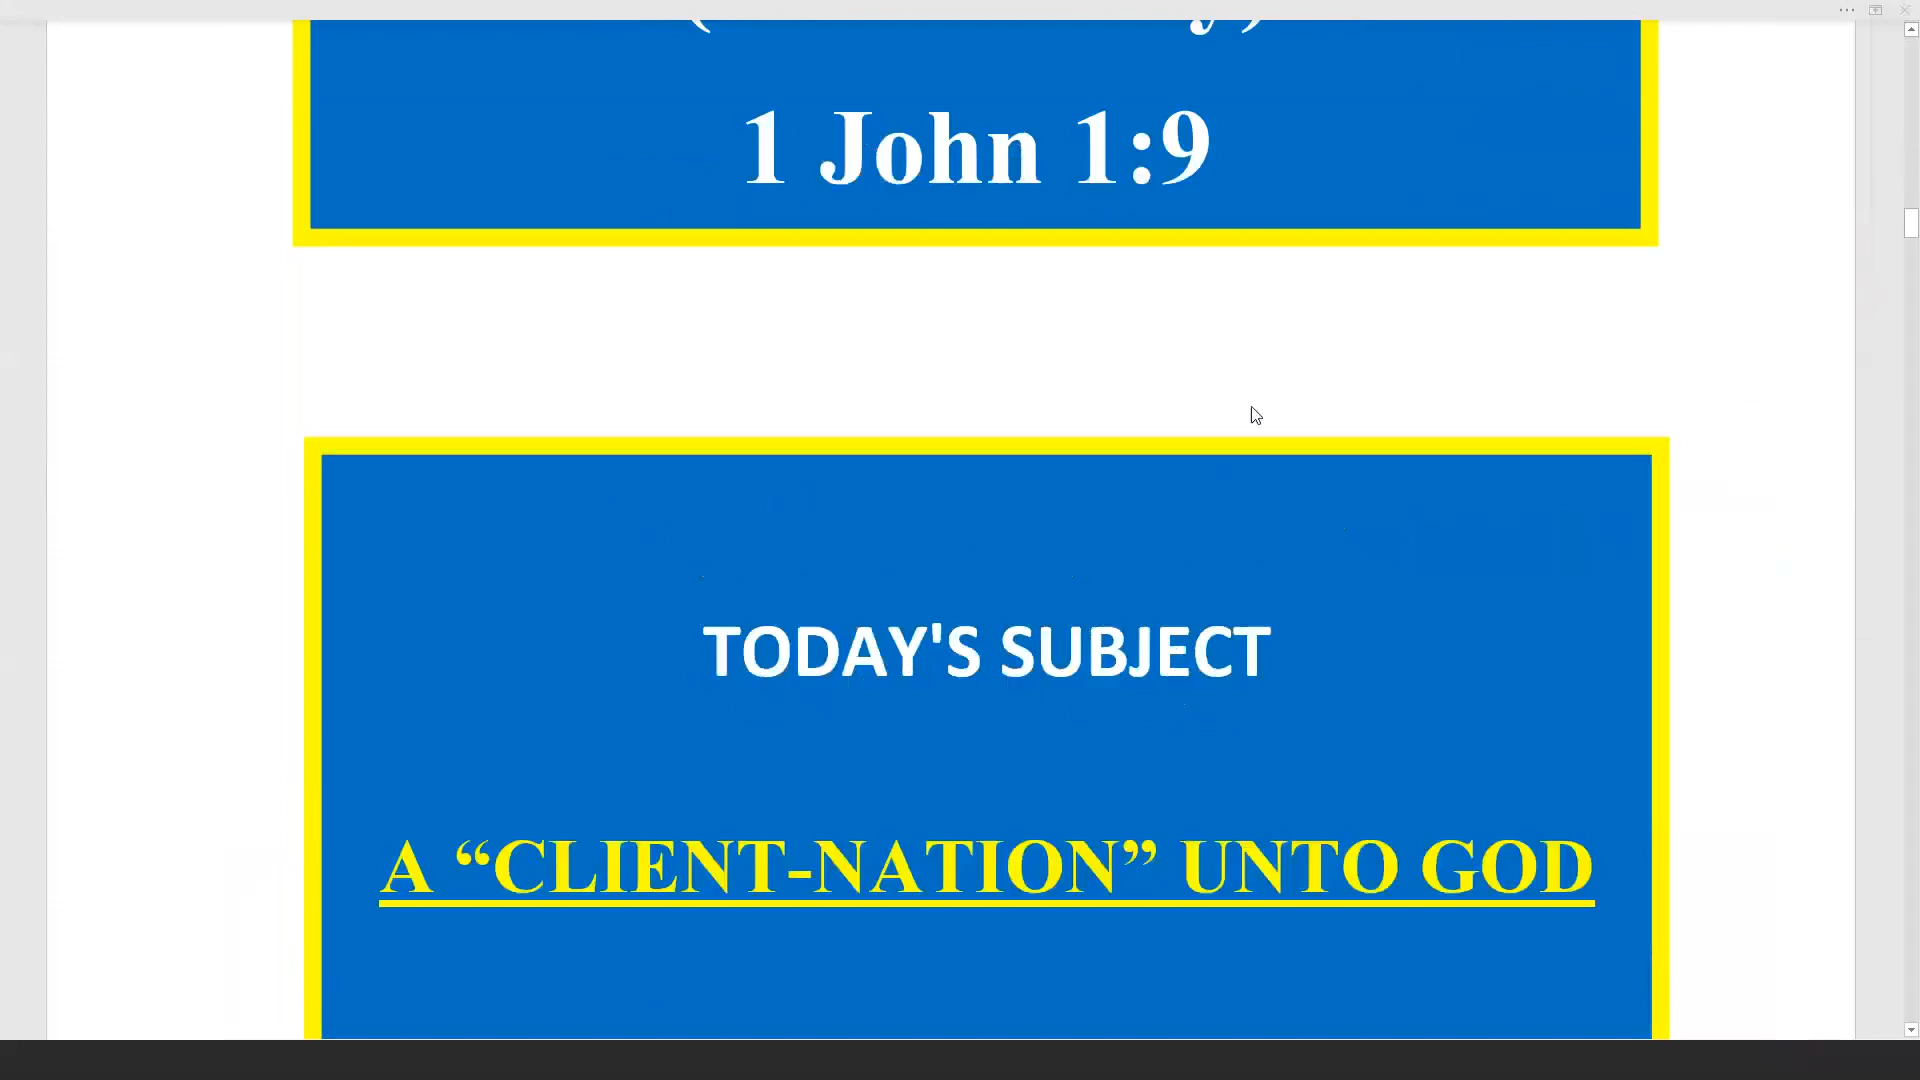 1 John 1:9
TODAY'S SUBJECT
A “CLIENT-NATION” UNTO GOD